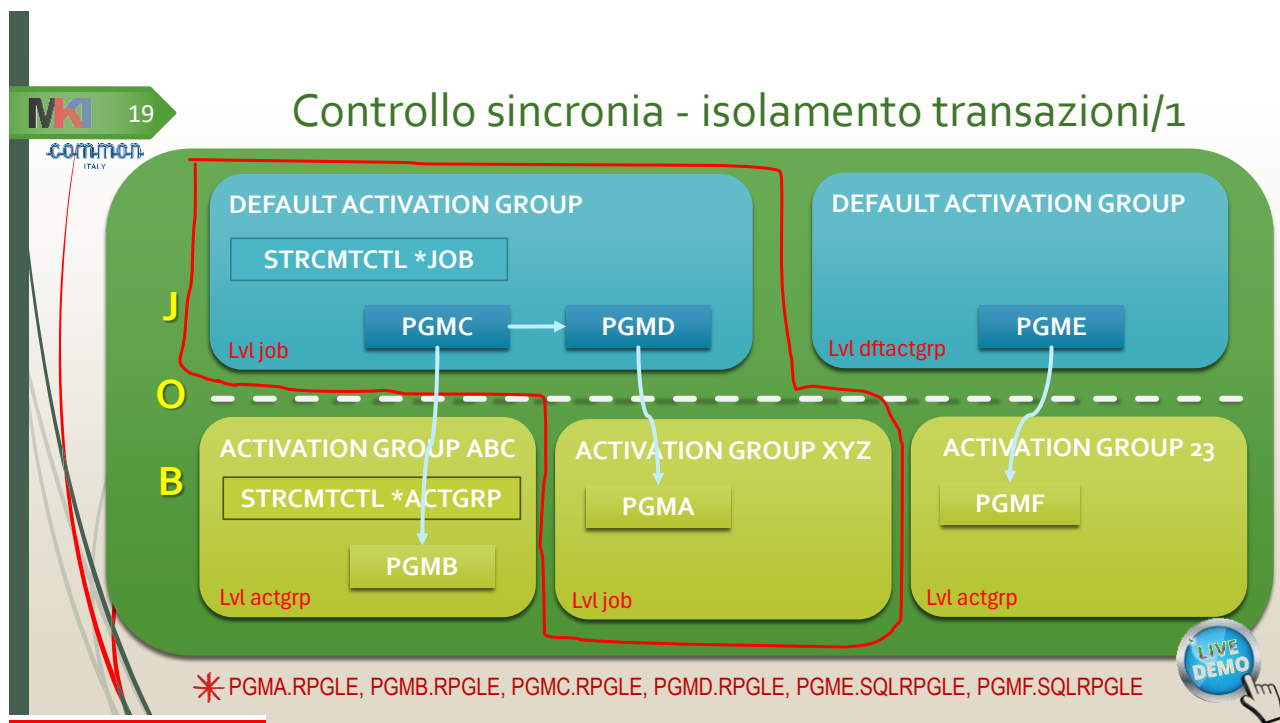 MK1
19
Controllo sincronia - isolamento transazioni/1
common
ITALY
DEFAULT ACTIVATION GROUP
DEFAULT ACTIVATION GROUP
STRCMTCTL *JOB
J
PGMC
PGMD
PGME
Lvl job
Lvl dftactgrp
O
ACTIVATION GROUP ABC
ACTIVATION GROUP XYZ
ACTIVATION GROUP 23
B
STRCMTCTL *ACTGRP
PGMA
PGMF
PGMB
Lvl actgrp
Lvl job
Lvl actgrp
LIVE
DEMO
PGMA.RPGLE, PGMB.RPGLE, PGMC.RPGLE, PGMD.RPGLE, PGME.SQLRPGLE, PGMF.SQLRPGLE